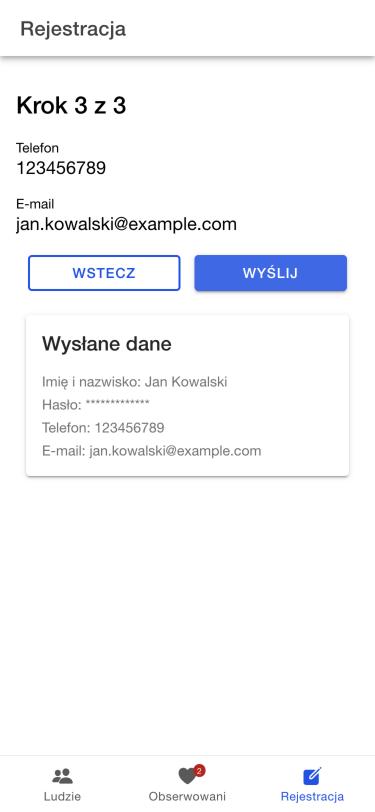 Rejestracja
Krok 3 z 3
Telefon
123456789
E-mail
jan.kowalski@example.com
WSTECZ
WYŚLIJ
Wysłane dane
Imię i nazwisko: Jan Kowalski
Hasło: *************
Telefon: 123456789
E-mail: jan.kowalski@example.com
2
Ludzie
Obserwowani
Rejestracja